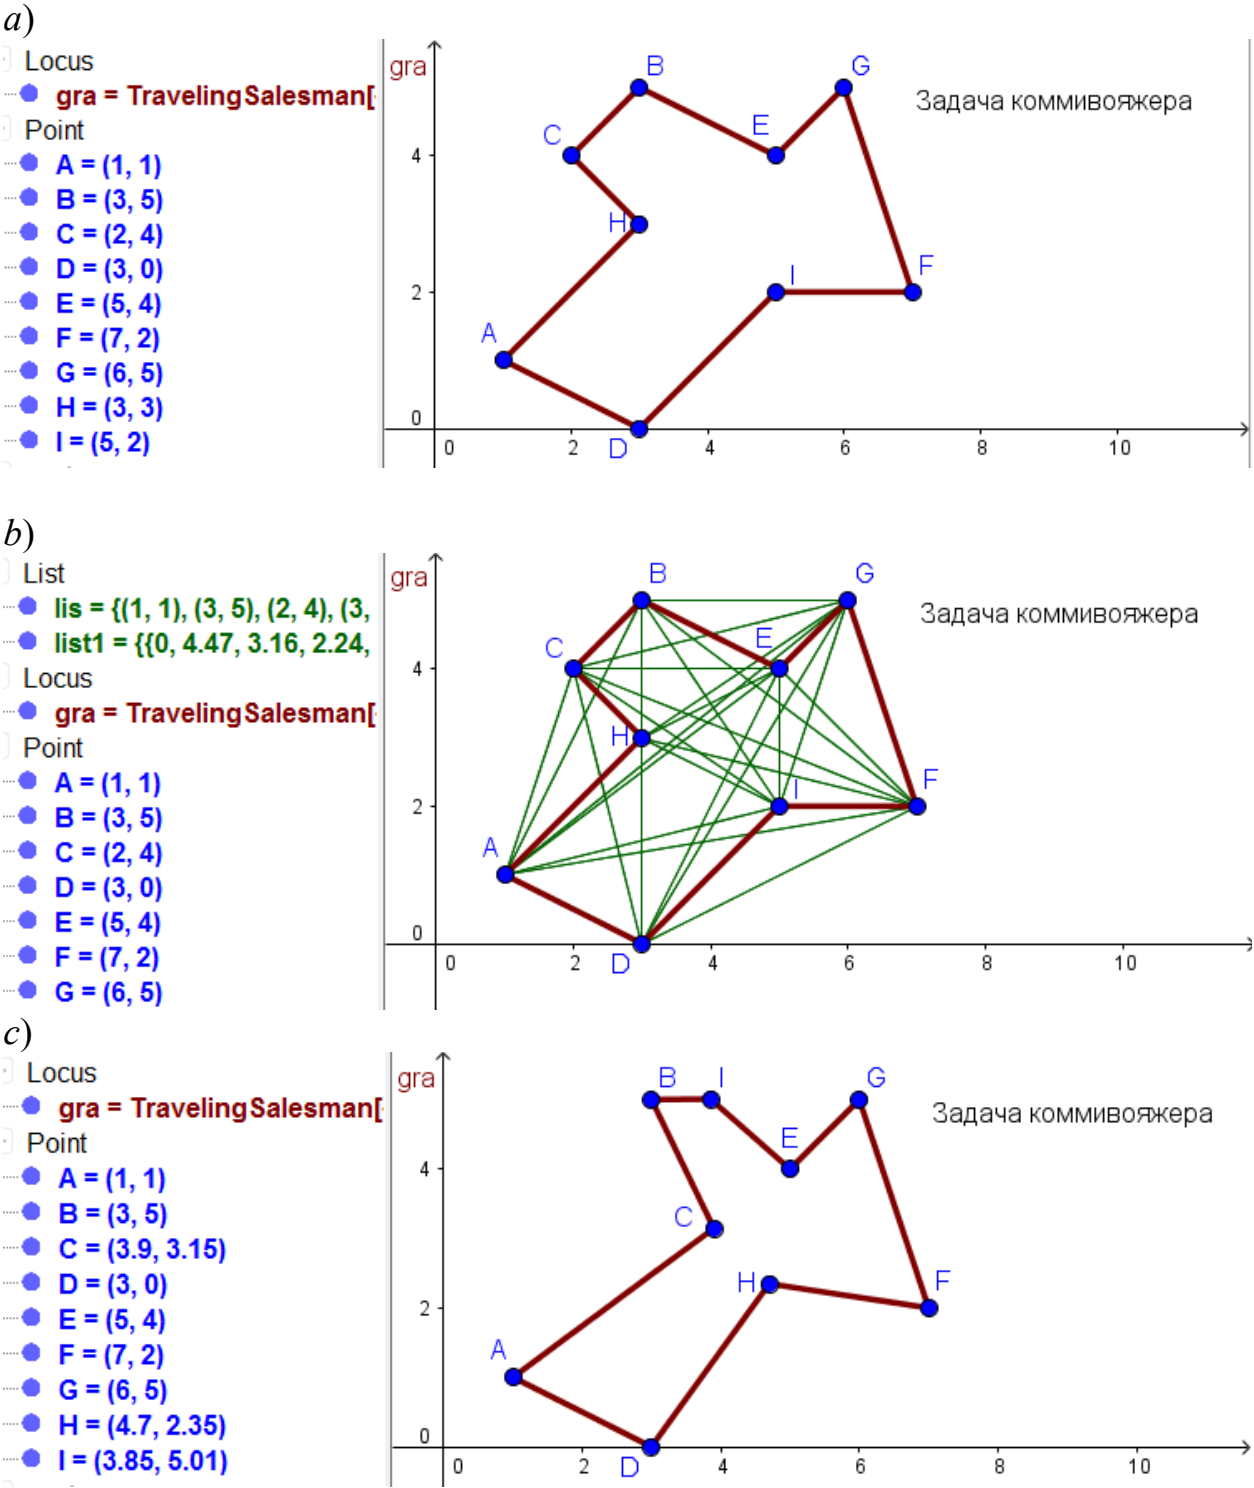 a)
Locus
gra = TravelingSalesman[
Point
A = (1, 1)
B = (3, 5)
C = (2, 4)
D = (3, 0)
E = (5, 4)
F = (7, 2)
G = (6, 5)
H = (3, 3)
I = (5, 2)
gra
B
G
Задача коммивояжера
C
E
4
H
I
F
2
A
0
0
2
D
4
6
8
10
b)
List
lis = {(1, 1), (3, 5), (2, 4), (3,
list1 = {{0, 4.47, 3.16, 2.24,
Locus
gra = TravelingSalesman[
Point
A = (1, 1)
B = (3, 5)
C = (2, 4)
D = (3, 0)
E = (5, 4)
F = (7, 2)
G = (6, 5)
gra
B
G
Задача коммивояжера
C
E
4
H
I
F
2
A
0
0
2
D
4
6
8
10
c)
Locus
gra = TravelingSalesman[
Point
A = (1, 1)
B = (3, 5)
C = (3.9, 3.15)
D = (3, 0)
E = (5, 4)
F = (7, 2)
G = (6, 5)
H = (4.7, 2.35)
I = (3.85, 5.01)
gra
B
I
G
Задача коммивояжера
E
4
C
H
F
2
A
0
0
2
D
4
6
8
10